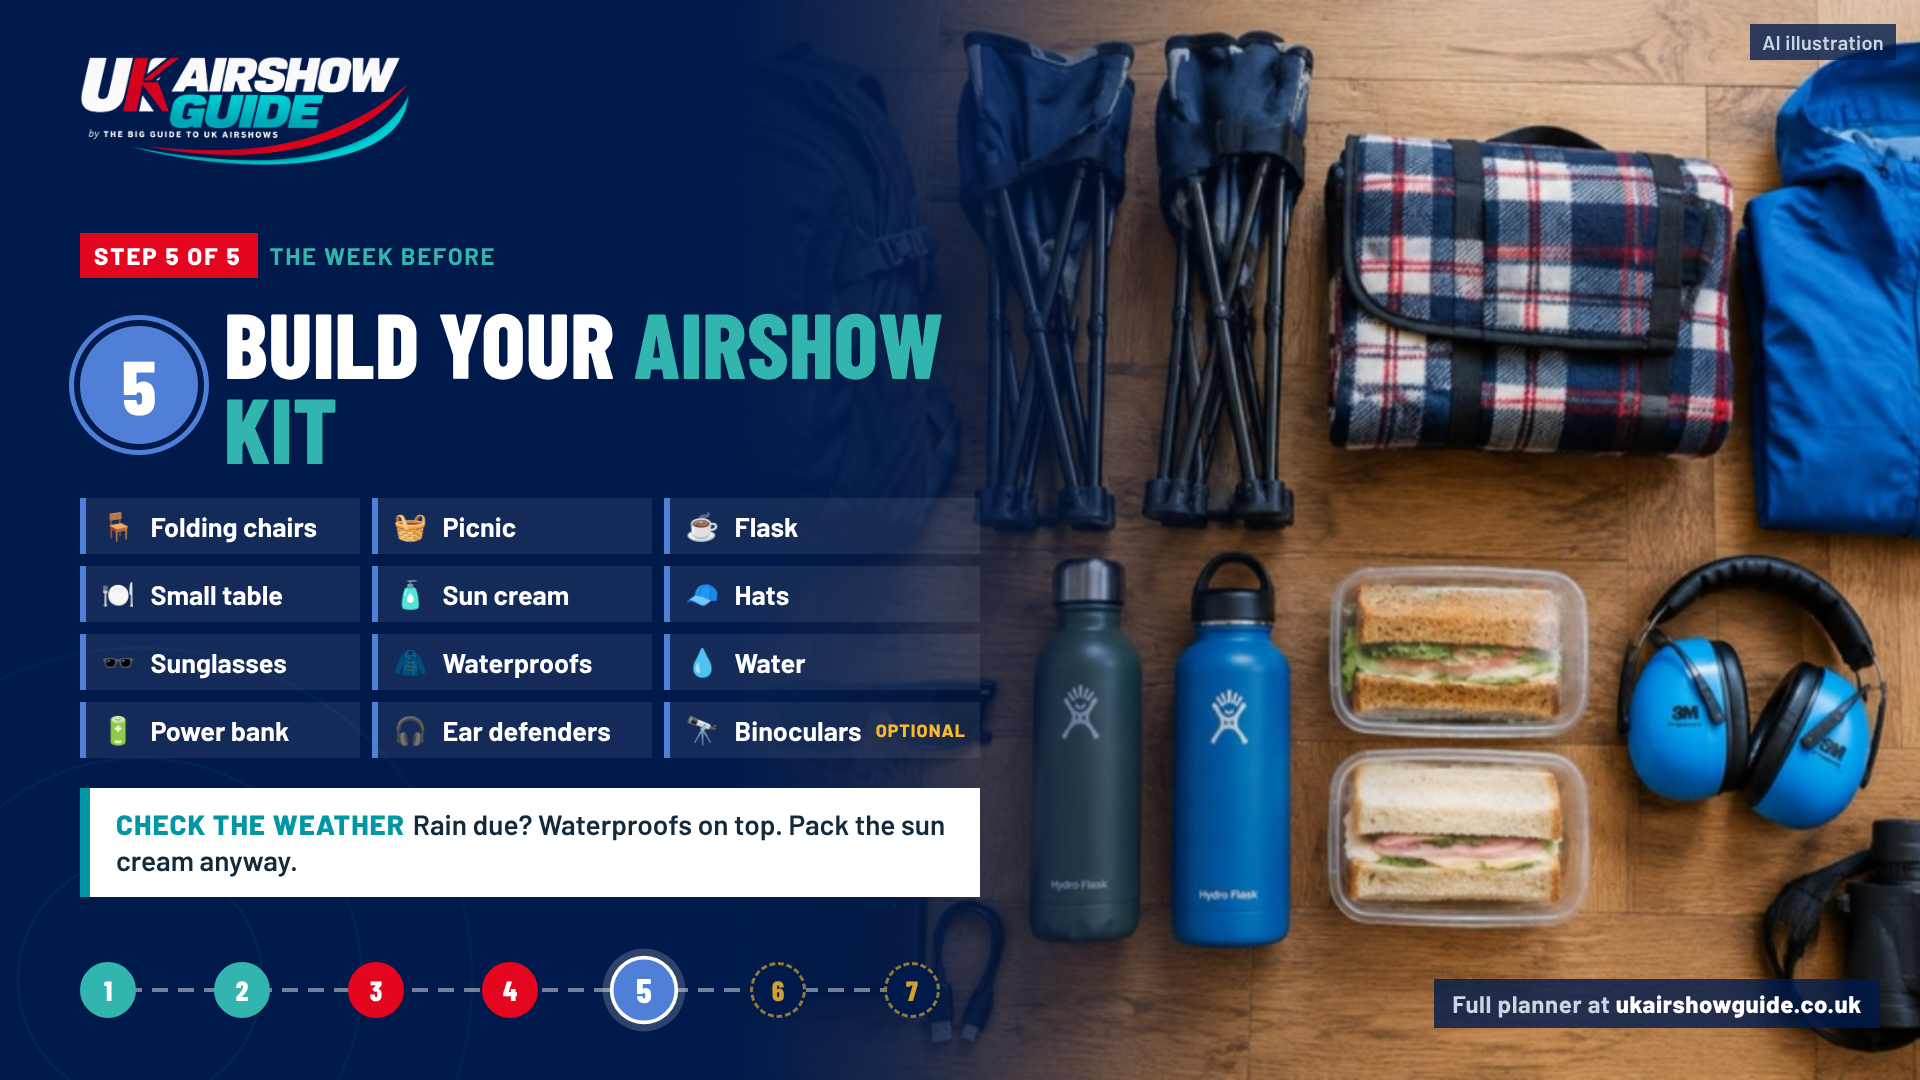 UK AIRSHOW
GUIDE
by THE BIG GUIDE TO UK AIRSHOWS
AI illustration
STEP 5 OF 5 THE WEEK BEFORE
5
BUILD YOUR AIRSHOW
KIT
Folding chairs
Picnic
Flask
Small table
Sun cream
Hats
Sunglasses
Waterproofs
Water
Power bank
Ear defenders
Binoculars OPTIONAL
CHECK THE WEATHER Rain due? Waterproofs on top. Pack the sun
cream anyway.
1 2 3 4 5 6 7
Hydro Flask
Hydro Flask
3M
3M
Full planner at ukairshowguide.co.uk